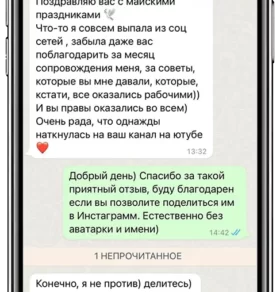 Поздравляю вас с майскими
праздниками 🕊
Что-то я совсем выпала из соц
сетей , забыла даже вас
поблагодарить за месяц
сопровождения меня, за советы,
которые вы мне давали, которые,
кстати, все оказались рабочими))
И вы правы оказались во всем)
Очень рада, что однажды
наткнулась на ваш канал на ютубе
❤️
13:32
Добрый день) Спасибо за такой
приятный отзыв, буду благодарен
если вы позволите поделиться им
в Инстаграмм. Естественно без
аватарки и имени)
14:42
1 НЕПРОЧИТАННОЕ
Конечно, я не против) делитесь)